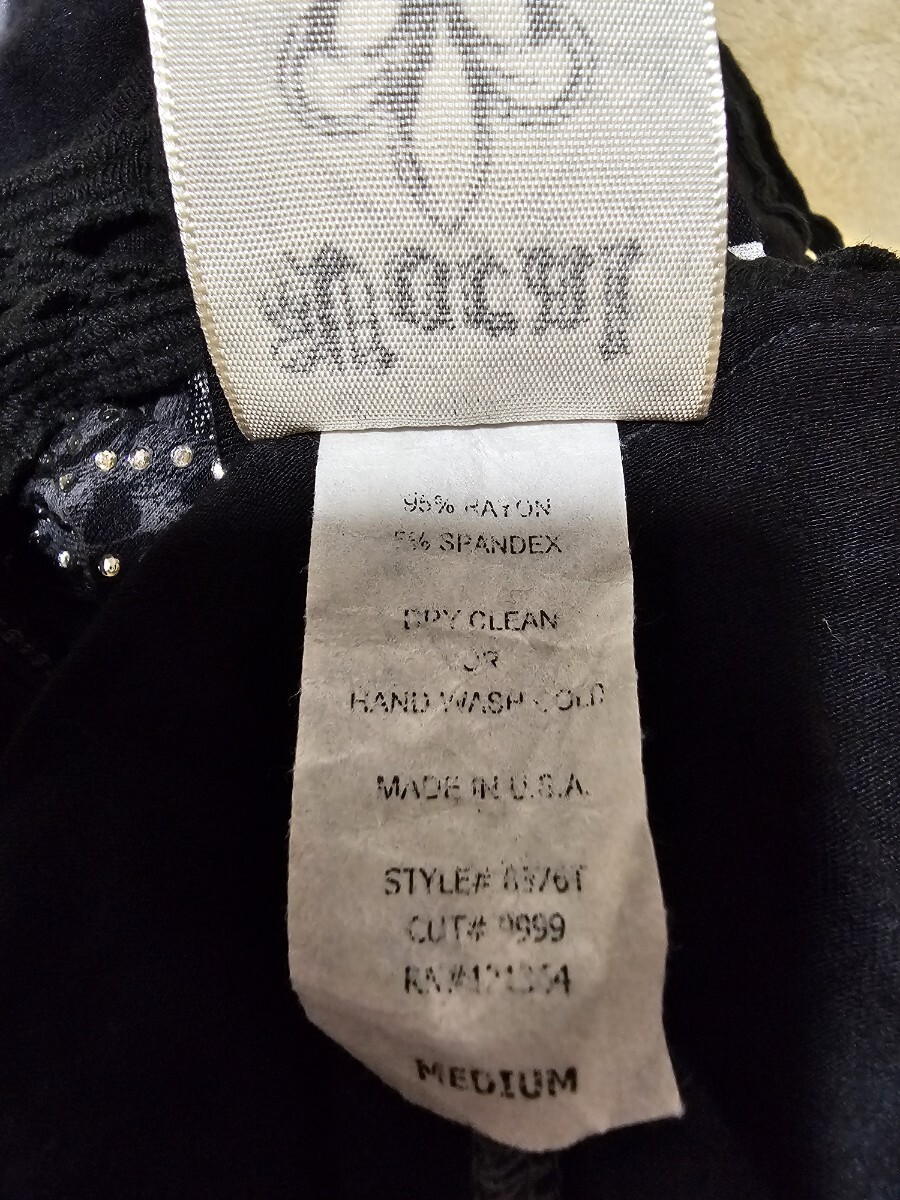 95% RAYON
5% SPANDEX
DRY CLEAN
OR
HAND WASH COLD
MADE IN U.S.A.
STYLE#
CUT# 9999
MEDIUM